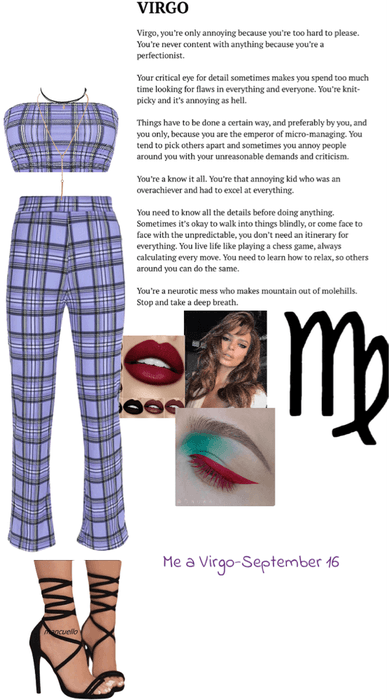 VIRGO
Virgo, you're only annoying because you're too hard to please.
You're never content with anything because you're a
perfectionist.
Your critical eye for detail sometimes makes you spend too much
time looking for flaws in everything and everyone. You're knit-
picky and it's annoying as hell.
Things have to be done a certain way, and preferably by you, and
you only, because you are the emperor of micro-managing. You
tend to pick others apart and sometimes you annoy people
around you with your unreasonable demands and criticism.
You're a know it all. You're that annoying kid who was an
overachiever and had to excel at everything.
You need to know all the details before doing anything.
Sometimes it's okay to walk into things blindly, or come face to
face with the unpredictable, you don't need an itinerary for
everything. You live life like playing a chess game, always
calculating every move. You need to learn how to relax, so others
around you can do the same.
You're a neurotic mess who makes mountain out of molehills.
Stop and take a deep breath.
Me a Virgo-September 16
mancuello